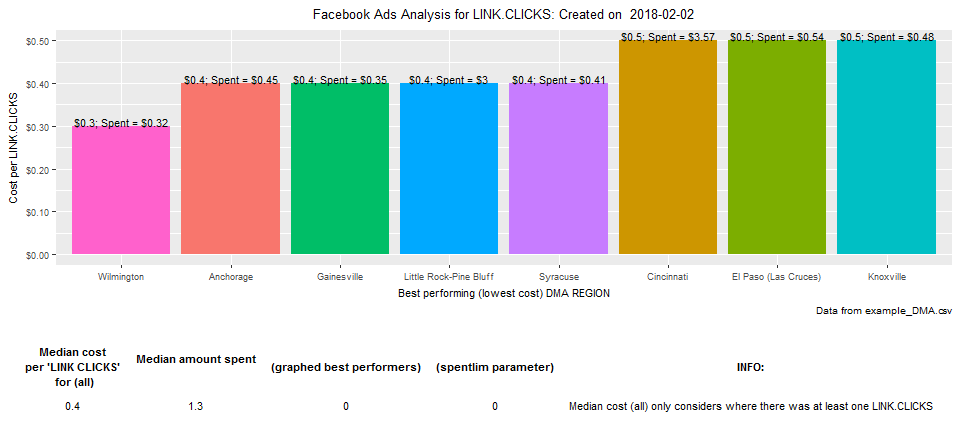 Facebook Ads Analysis for LINK.CLICKS: Created on 2018-02-02
Cost per LINK.CLICKS
$0.50
$0.40
$0.30
$0.20
$0.10
$0.00
$0.3; Spent = $0.32
$0.4; Spent = $0.45
$0.4; Spent = $0.35
$0.4; Spent = $3
$0.4; Spent = $0.41
$0.5; Spent = $3.57
$0.5; Spent = $0.54
$0.5; Spent = $0.48
Wilmington
Anchorage
Gainesville
Little Rock-Pine Bluff
Syracuse
Cincinnati
El Paso (Las Cruces)
Knoxville
Best performing (lowest cost) DMA REGION
Data from example_DMA.csv
Median cost
per 'LINK CLICKS'
for (all)
Median amount spent
(graphed best performers)
(spentlim parameter)
INFO:
0.4
1.3
0
0
Median cost (all) only considers where there was at least one LINK.CLICKS